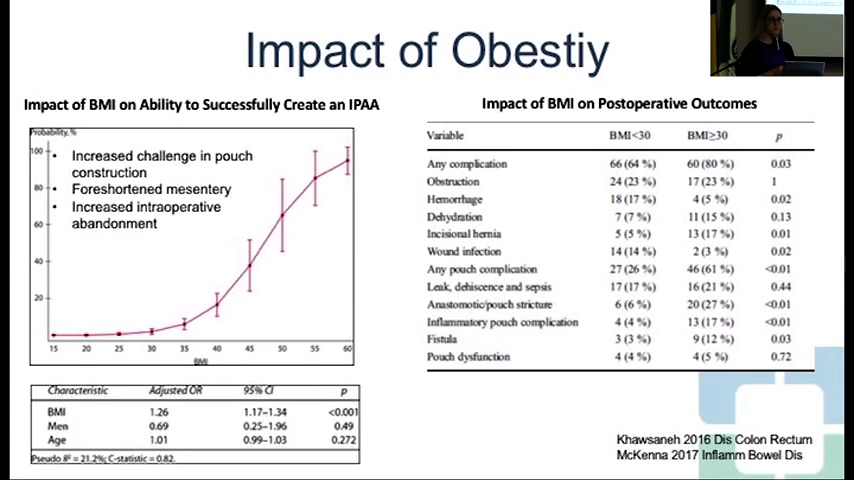 Impact of Obestiy
Impact of BMI on Ability to Successfully Create an IPAA
Probability, %
100
80
60
40
20
• Increased challenge in pouch
construction
• Foreshortened mesentery
• Increased intraoperative
abandonment
15 20 25 30 35 40 45 50 55 60
BMI
Characteristic Adjusted OR 95% CI p
BMI 1.26 1.17–1.34 <0.001
Men 0.69 0.25–1.96 0.49
Age 1.01 0.99–1.03 0.272
Pseudo R² = 21.2%; C-statistic = 0.82.
Impact of BMI on Postoperative Outcomes
Variable BMI<30 BMI≥30 p
Any complication 66 (64 %) 60 (80 %) 0.03
Obstruction 24 (23 %) 17 (23 %) 1
Hemorrhage 18 (17 %) 4 (5 %) 0.02
Dehydration 7 (7 %) 11 (15 %) 0.13
Incisional hernia 5 (5 %) 13 (17 %) 0.01
Wound infection 14 (14 %) 2 (3 %) 0.02
Any pouch complication 27 (26 %) 46 (61 %) <0.01
Leak, dehiscence and sepsis 17 (17 %) 16 (21 %) 0.44
Anastomotic/pouch stricture 6 (6 %) 20 (27 %) <0.01
Inflammatory pouch complication 4 (4 %) 13 (17 %) <0.01
Fistula 3 (3 %) 9 (12 %) 0.03
Pouch dysfunction 4 (4 %) 4 (5 %) 0.72
Khawsaneh 2016 Dis Colon Rectum
McKenna 2017 Inflamm Bowel Dis